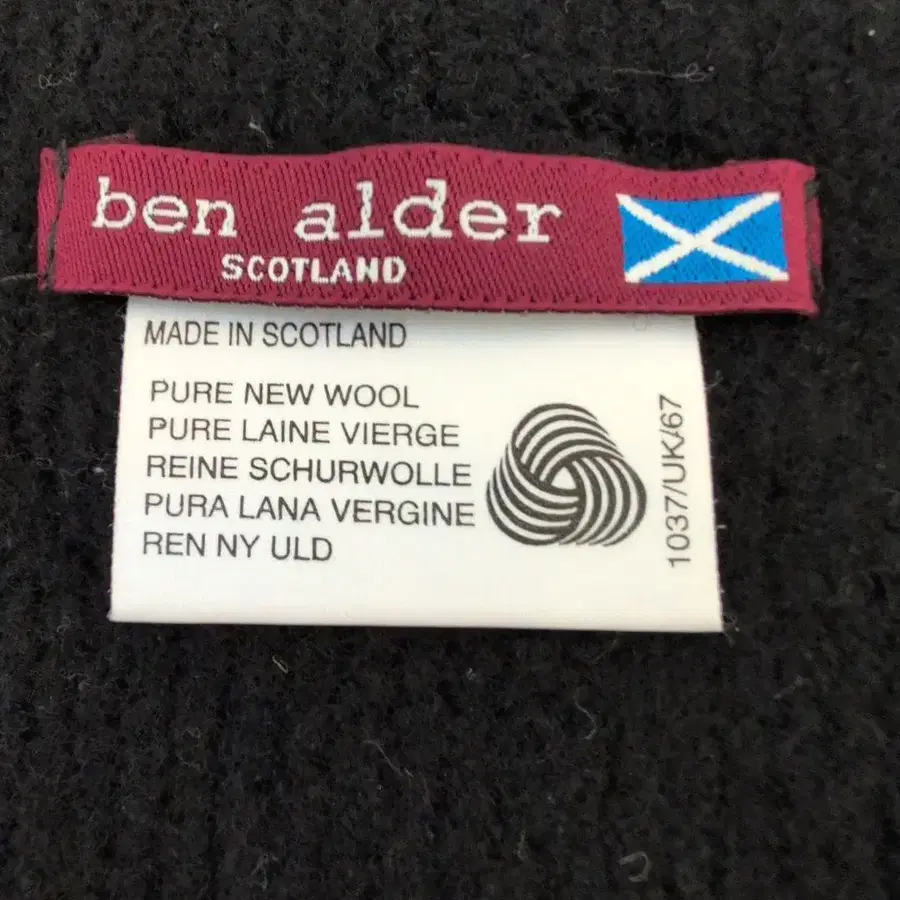 ben alder
SCOTLAND
MADE IN SCOTLAND
PURE NEW WOOL
PURE LAINE VIERGE
REINE SCHURWOLLE
PURA LANA VERGINE
REN NY ULD
1037/UK/67